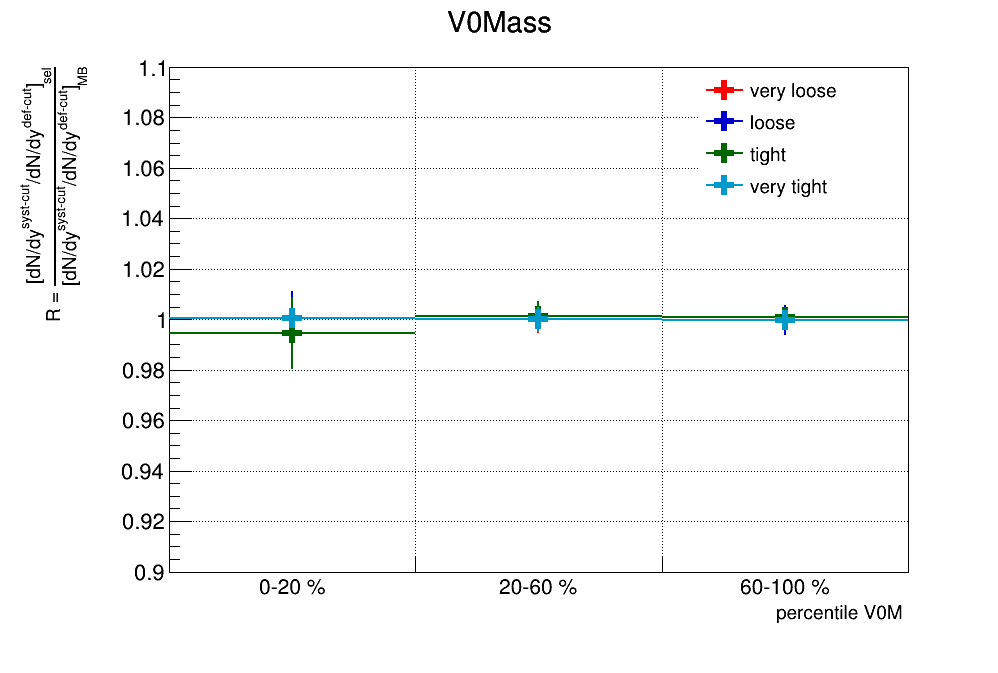 V0Mass
R = [dN/dy^syst-cut/dN/dy^def-cut]_sel
[dN/dy^syst-cut/dN/dy^def-cut]_MB
1.1
1.08
1.06
1.04
1.02
1
0.98
0.96
0.94
0.92
0.9
very loose
loose
tight
very tight
0-20 %
20-60 %
60-100 %
percentile V0M